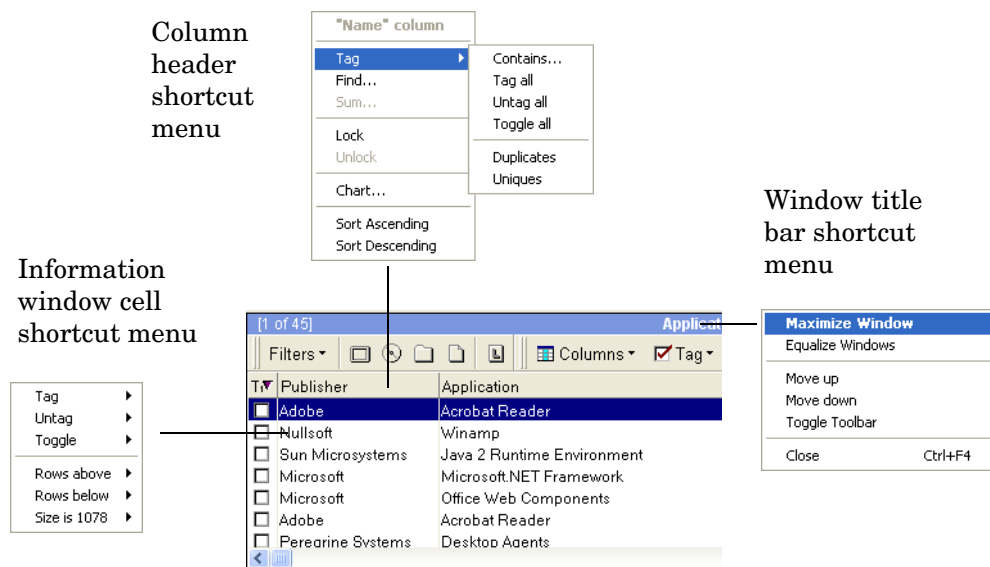 Column
header
shortcut
menu
"Name" column
Tag
Find...
Sum...
Lock
Unlock
Chart...
Sort Ascending
Sort Descending
Contains...
Tag all
Untag all
Toggle all
Duplicates
Uniques
Window title
bar shortcut
menu
Maximize Window
Equalize Windows
Move up
Move down
Toggle Toolbar
Close Ctrl+F4
Information
window cell
shortcut menu
Tag
Untag
Toggle
Rows above
Rows below
Size is 1078
[1 of 45] Applicat
Filters L Columns Tag
Publisher Application
Adobe Acrobat Reader
Nullsoft Winamp
Sun Microsystems Java 2 Runtime Environment
Microsoft Microsoft.NET Framework
Microsoft Office Web Components
Adobe Acrobat Reader
Peregrine Systems Desktop Agents